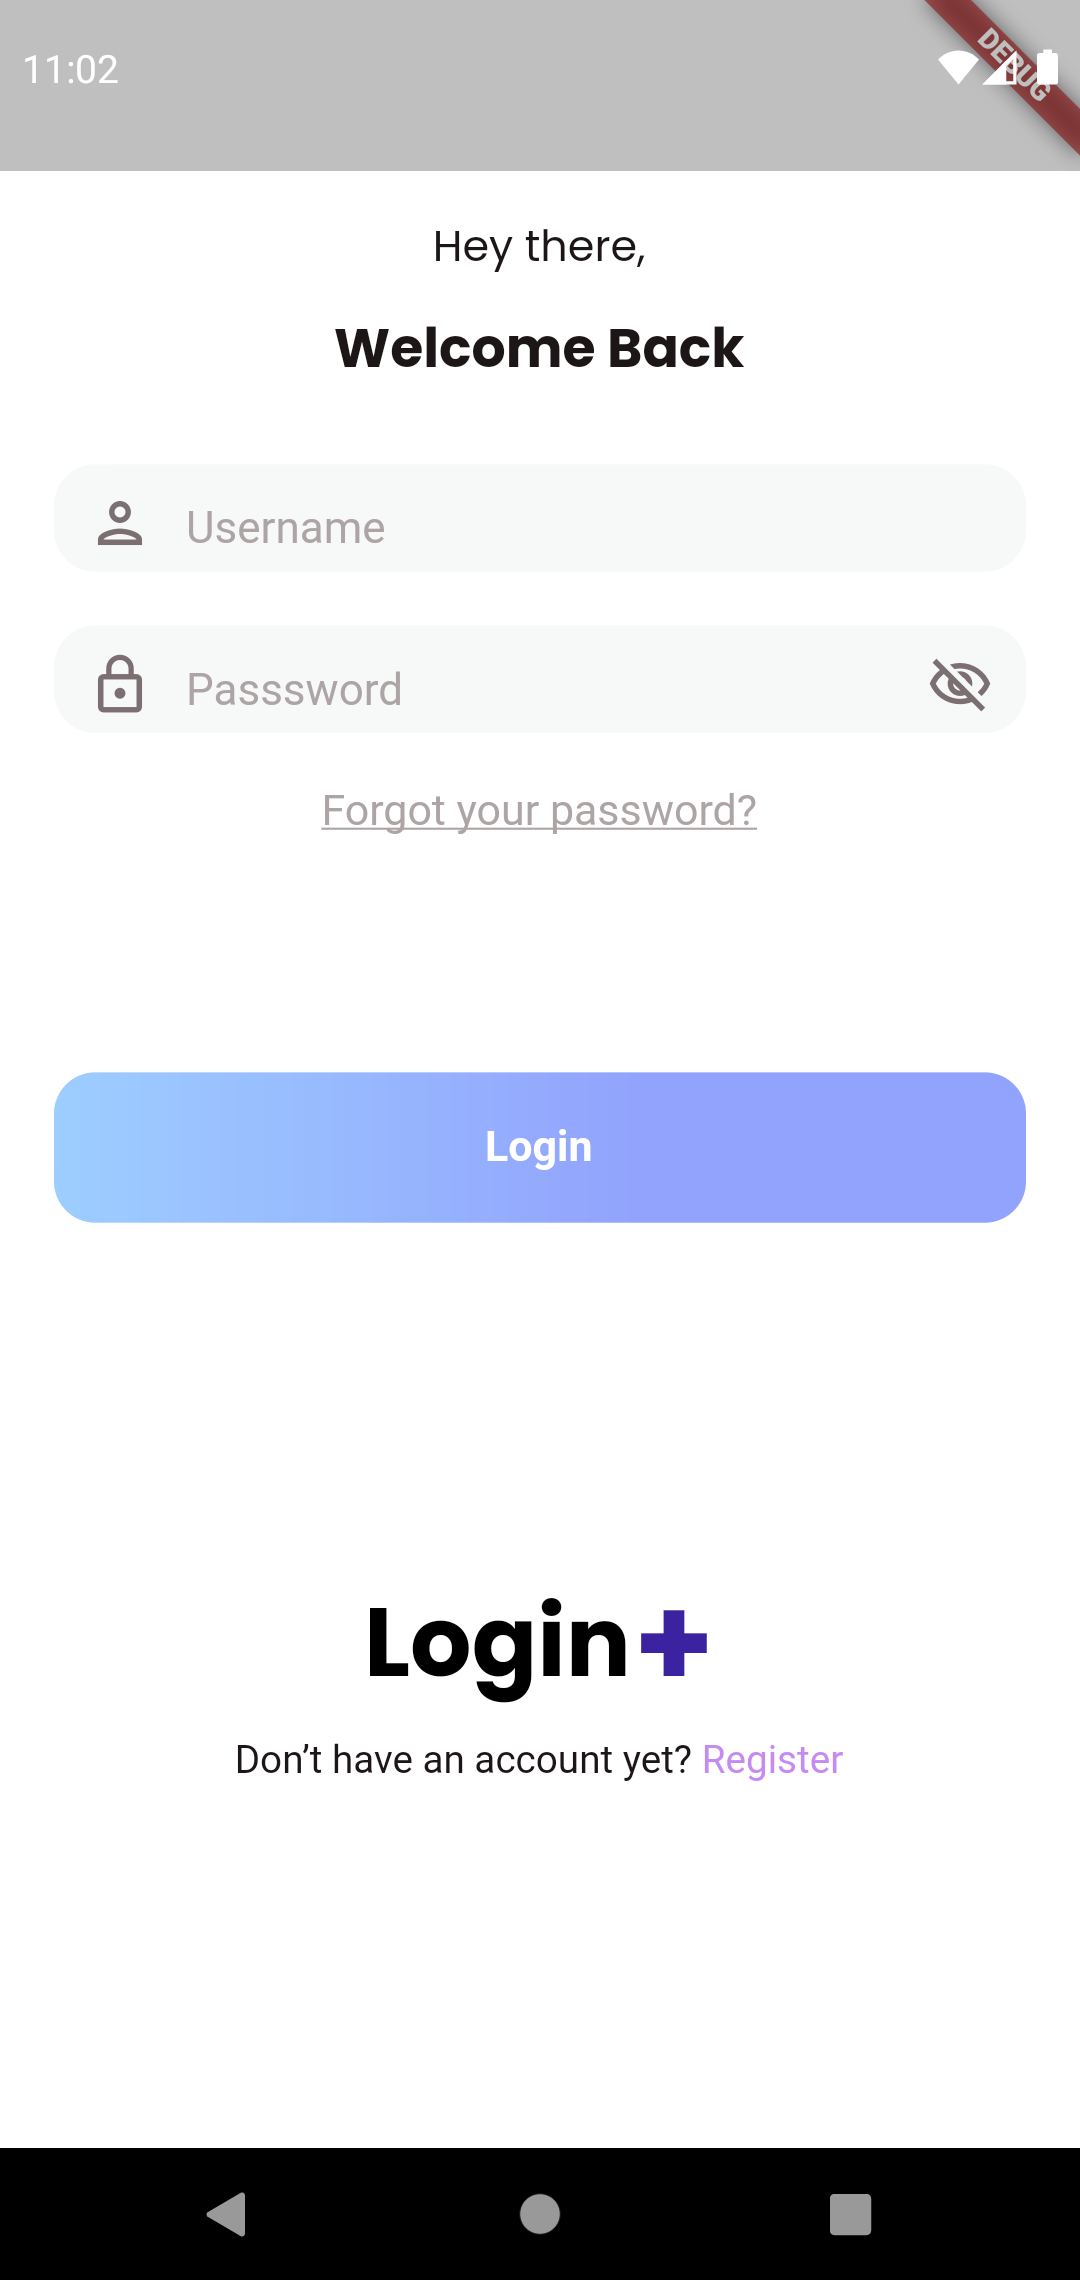 11:02
DEBUG
Hey there,
Welcome Back
Username
Passsword
Forgot your password?
Login
Login+
Don’t have an account yet? Register